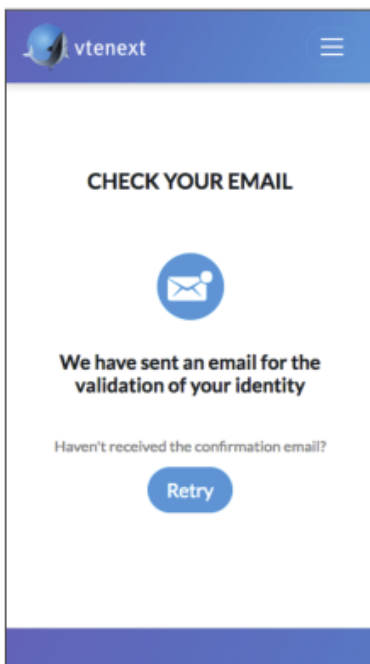 vtenext
CHECK YOUR EMAIL
We have sent an email for the
validation of your identity
Haven't received the confirmation email?
Retry